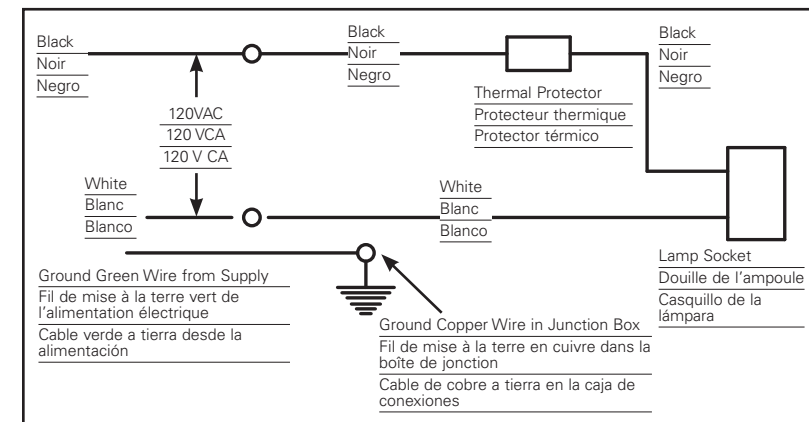 Black
Noir
Negro
Black
Noir
Negro
Black
Noir
Negro
Thermal Protector
Protecteur thermique
Protector térmico
120VAC
120 VCA
120 V CA
White
Blanc
Blanco
White
Blanc
Blanco
Lamp Socket
Douille de l'ampoule
Casquillo de la
lámpara
Ground Green Wire from Supply
Fil de mise à la terre vert de
l'alimentation électrique
Cable verde a tierra desde la
alimentación
Ground Copper Wire in Junction Box
Fil de mise à la terre en cuivre dans la
boîte de jonction
Cable de cobre a tierra en la caja de
conexiones